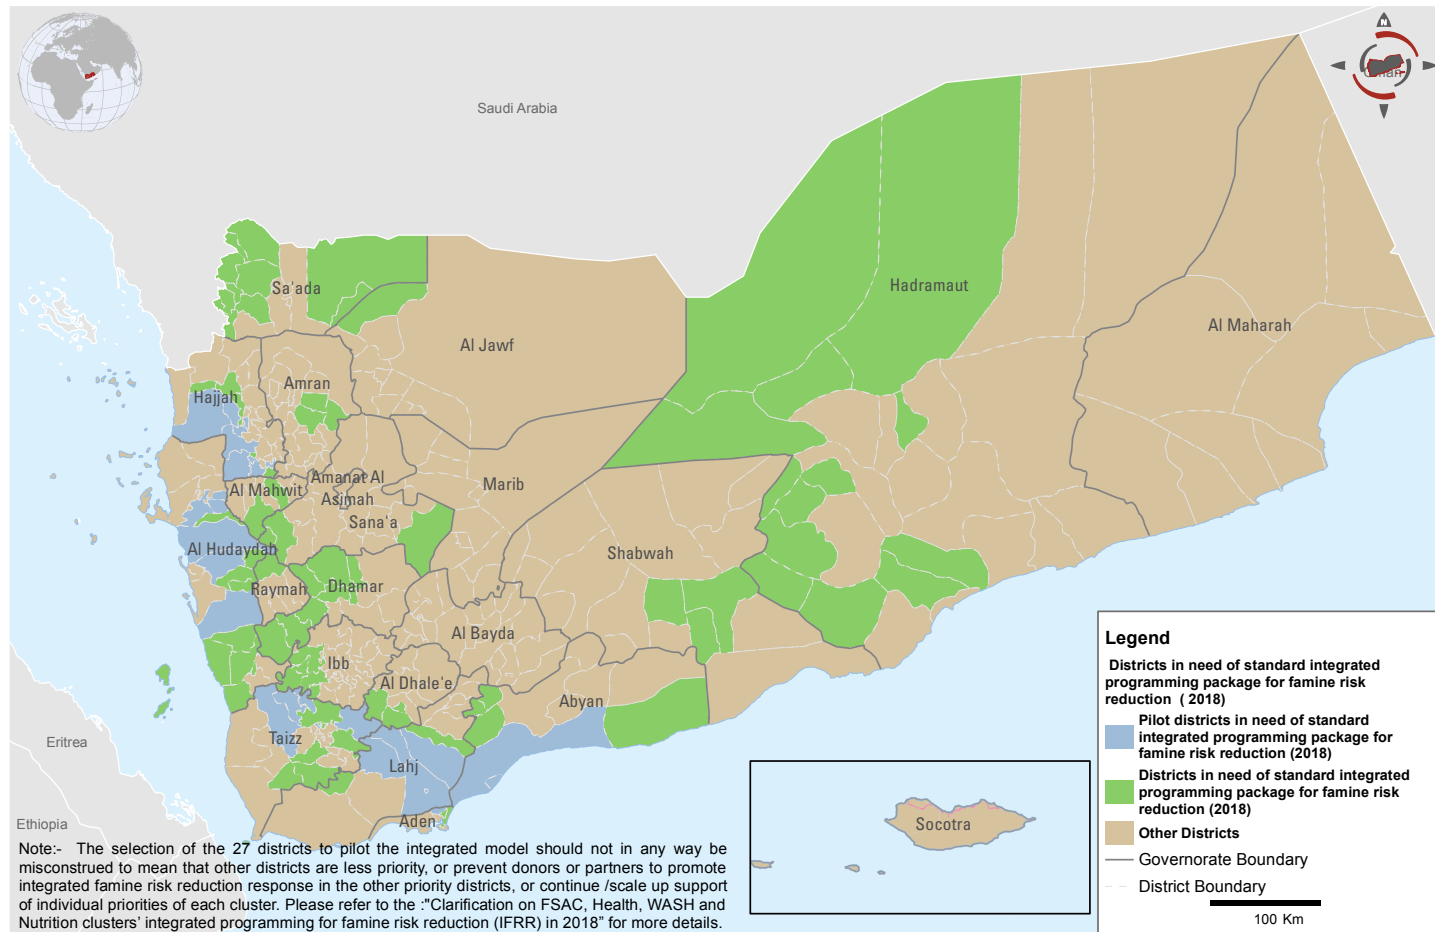 N
Oman
Saudi Arabia
Hadramaut
Sa'ada
Al Maharah
Al Jawf
Amran
Hajjah
Amanat Al
Asimah
Marib
Al Mahwit
Sana'a
Al Hudaydah
Shabwah
Raymah
Dhamar
Al Bayda
Ibb
Al Dhale'e
Abyan
Taizz
Eritrea
Lahj
Aden
Ethiopia
Socotra
Note:- The selection of the 27 districts to pilot the integrated model should not in any way be
misconstrued to mean that other districts are less priority, or prevent donors or partners to promote
integrated famine risk reduction response in the other priority districts, or continue /scale up support
of individual priorities of each cluster. Please refer to the :"Clarification on FSAC, Health, WASH and
Nutrition clusters' integrated programming for famine risk reduction (IFRR) in 2018" for more details.
Legend
Districts in need of standard integrated
programming package for famine risk
reduction ( 2018)
Pilot districts in need of standard
integrated programming package for
famine risk reduction (2018)
Districts in need of standard integrated
programming package for famine risk
reduction (2018)
Other Districts
Governorate Boundary
District Boundary
100 Km